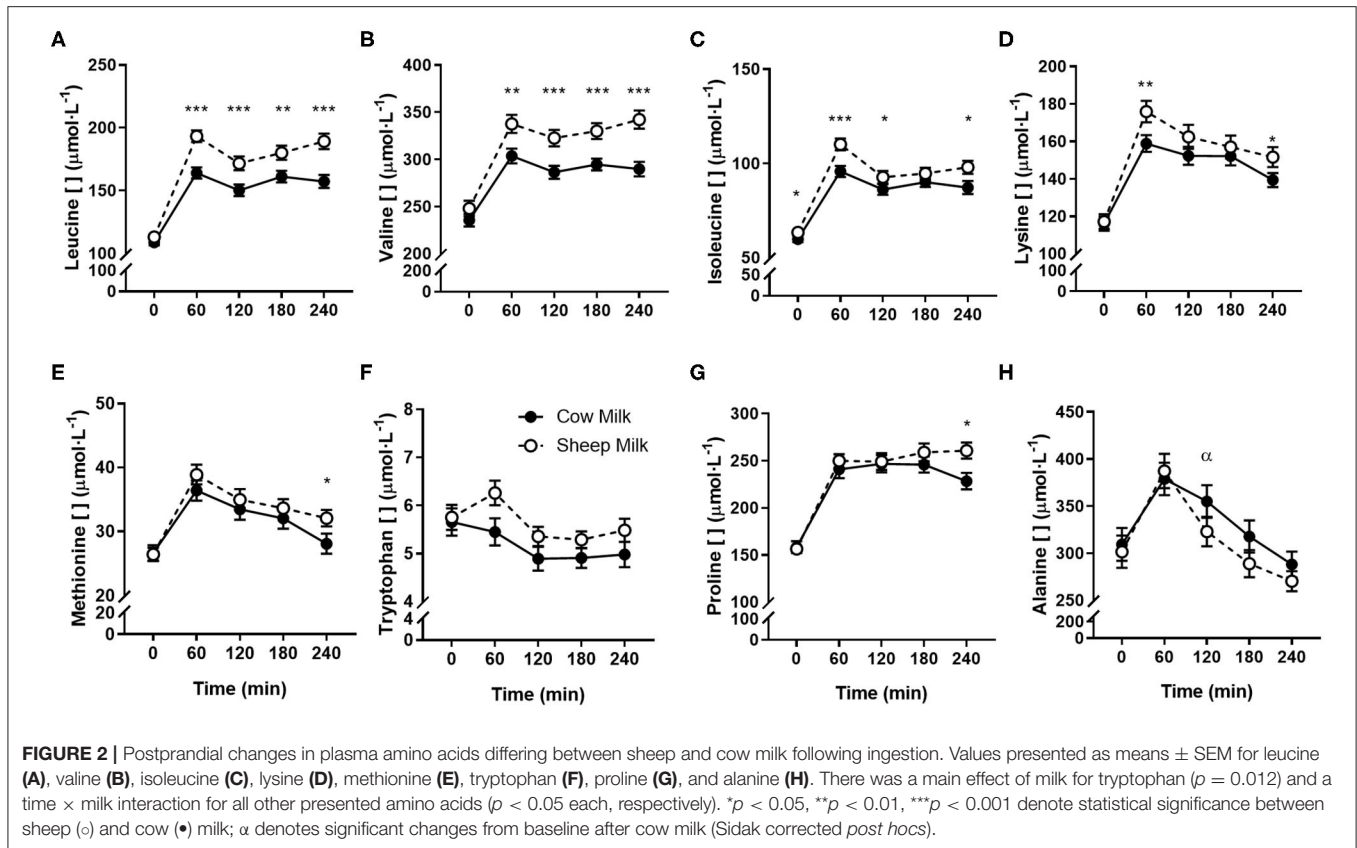 A
Leucine [ ] (μmol·L-1)
250
200
150
100
100
0
*** *** ** ***
0 60 120 180 240
B
Valine [ ] (μmol·L-1)
400
350
300
250
200
200
0
** *** *** ***
0 60 120 180 240
C
Isoleucine [ ] (μmol·L-1)
150
100
50
50
0
* *** * *
0 60 120 180 240
D
Lysine [ ] (μmol·L-1)
200
180
160
140
120
100
100
0
** *
0 60 120 180 240
E
Methionine [ ] (μmol·L-1)
50
40
30
20
20
0
*
0 60 120 180 240
Time (min)
F
Tryptophan [ ] (μmol·L-1)
8
7
6
5
4
4
0
Cow Milk
Sheep Milk
0 60 120 180 240
Time (min)
G
Proline [ ] (μmol·L-1)
300
250
200
150
100
100
0
*
0 60 120 180 240
Time (min)
H
Alanine [ ] (μmol·L-1)
450
400
350
300
250
200
0
α
0 60 120 180 240
Time (min)
FIGURE 2 | Postprandial changes in plasma amino acids differing between sheep and cow milk following ingestion. Values presented as means ± SEM for leucine
(A), valine (B), isoleucine (C), lysine (D), methionine (E), tryptophan (F), proline (G), and alanine (H). There was a main effect of milk for tryptophan (p = 0.012) and a
time × milk interaction for all other presented amino acids (p < 0.05 each, respectively). *p < 0.05, **p < 0.01, ***p < 0.001 denote statistical significance between
sheep (○) and cow (●) milk; α denotes significant changes from baseline after cow milk (Sidak corrected post hocs).